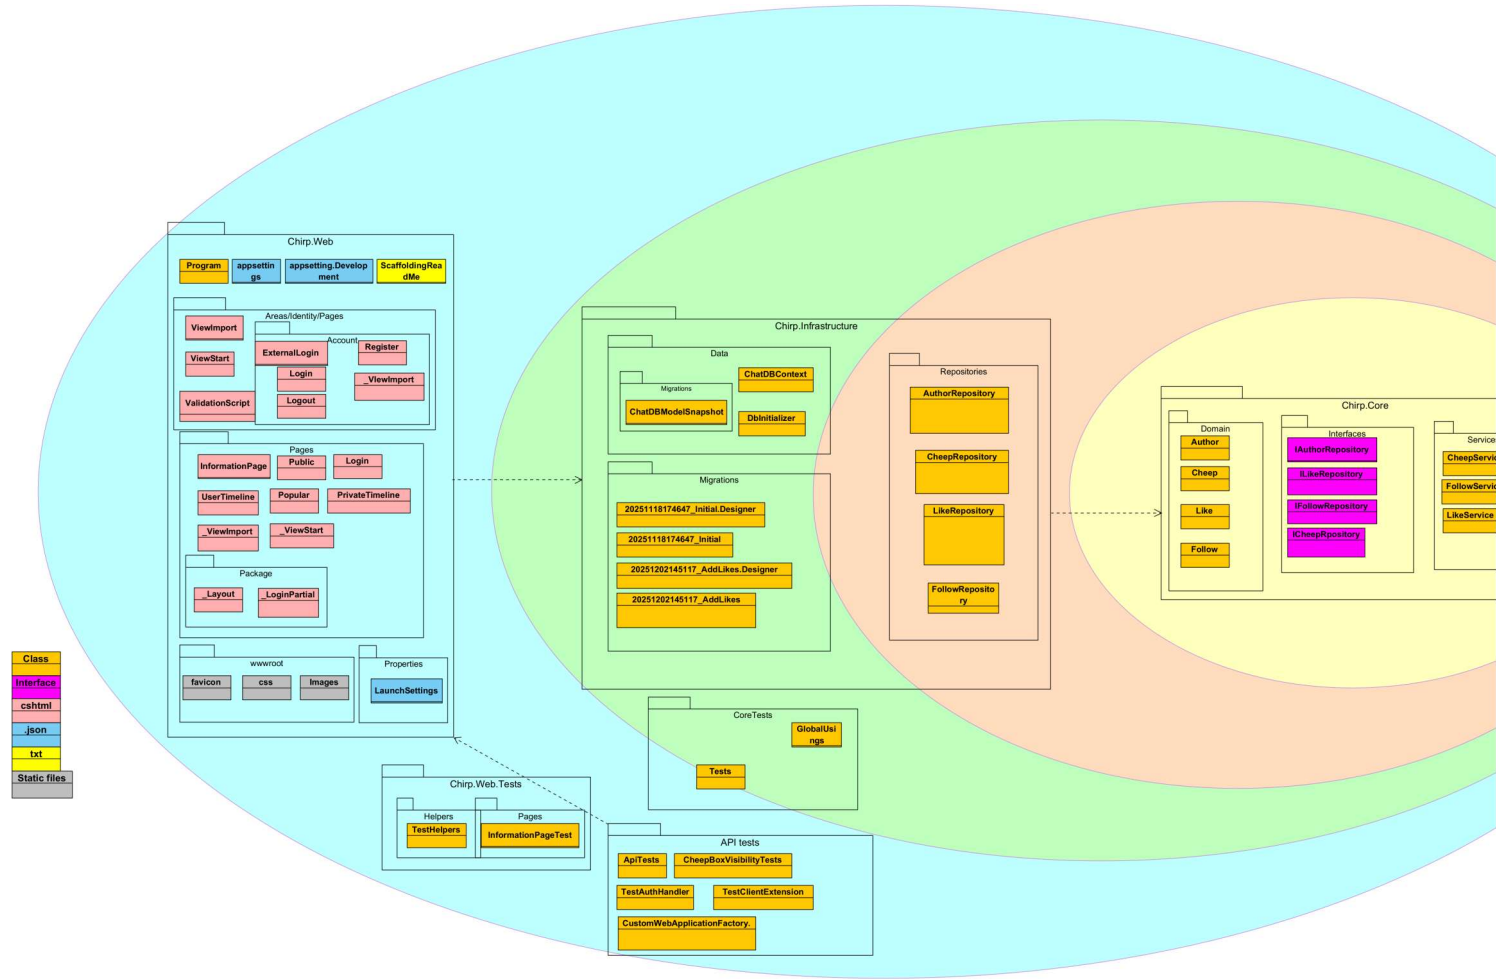 Chirp.Web
Program
appsettin
gs
appsetting.Develop
ment
ScaffoldingRea
dMe
Areas/Identity/Pages
ViewImport
ViewStart
ValidationScript
Account
ExternalLogin
Register
Login
_VIewImport
Logout
Pages
InformationPage
Public
Login
UserTimeline
Popular
PrivateTimeline
_ViewImport
_ViewStart
Package
_Layout
_LoginPartial
wwwroot
favicon
css
Images
Properties
LaunchSettings
Class
Interface
cshtml
.json
txt
Static files
Chirp.Infrastructure
Data
Migrations
ChatDBModelSnapshot
ChatDBContext
DbInitializer
Migrations
20251118174647_Initial.Designer
20251118174647_Initial
20251202145117_AddLikes.Designer
20251202145117_AddLikes
Repositories
AuthorRepository
CheepRepository
LikeRepository
FollowReposito
ry
Chirp.Core
Domain
Author
Cheep
Like
Follow
Interfaces
IAuthorRepository
ILikeRepository
IFollowRepository
ICheepRpository
Service
CheepServic
FollowServic
LikeService
CoreTests
GlobalUsi
ngs
Tests
Chirp.Web.Tests
Helpers
TestHelpers
Pages
InformationPageTest
API tests
ApiTests
CheepBoxVisibilityTests
TestAuthHandler
TestClientExtension
CustomWebApplicationFactory.